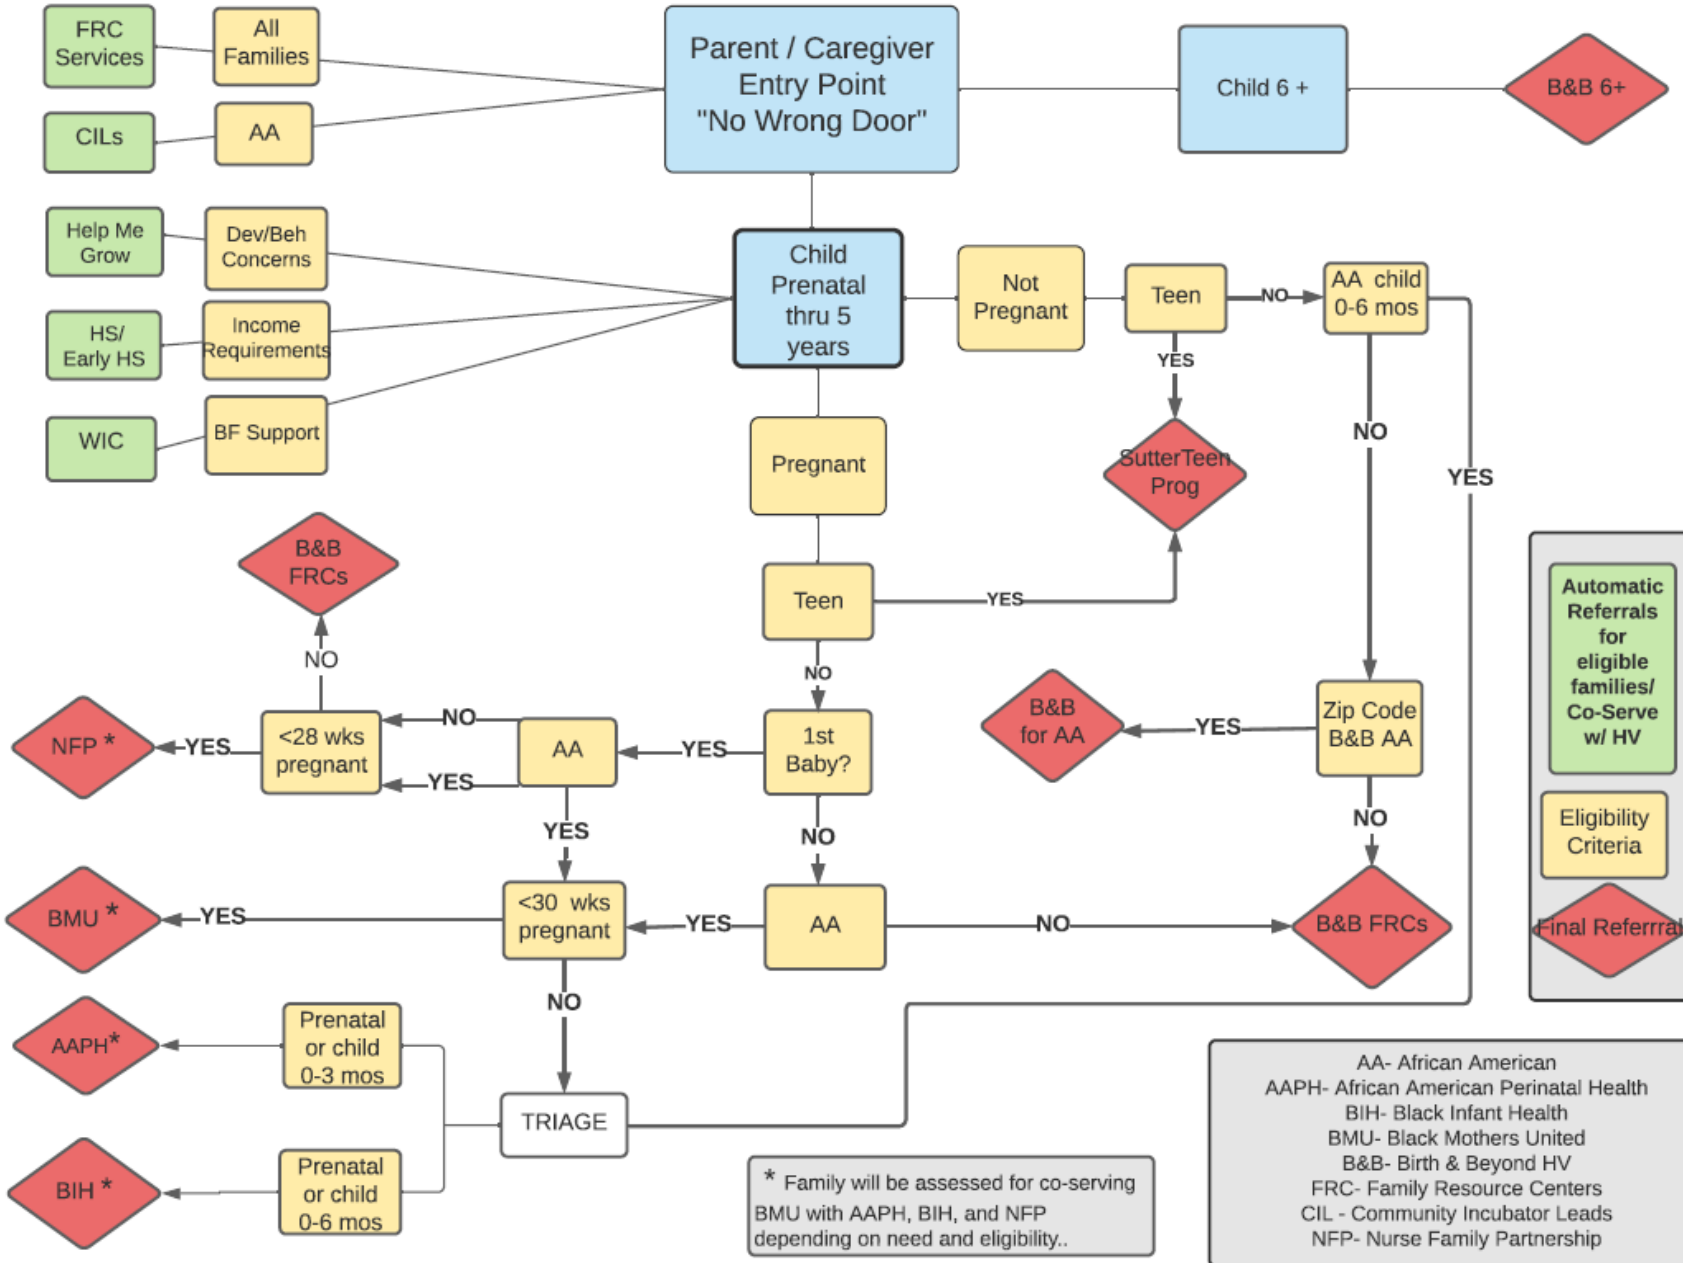 FRC
Services
All
Families
Parent / Caregiver
Entry Point
"No Wrong Door"
Child 6 +
B&B 6+
CILs
AA
Help Me
Grow
Dev/Beh
Concerns
Child
Prenatal
thru 5
years
Not
Pregnant
Teen
NO
AA child
0-6 mos
HS/
Early HS
Income
Requirements
YES
WIC
BF Support
Pregnant
SutterTeen
Prog
NO
YES
B&B
FRCs
Teen
YES
NO
NO
NFP *
YES
<28 wks
pregnant
NO
YES
AA
YES
1st
Baby?
B&B
for AA
YES
Zip Code
B&B AA
YES
NO
NO
BMU *
YES
<30 wks
pregnant
YES
AA
NO
B&B FRCs
NO
AAPH*
Prenatal
or child
0-3 mos
TRIAGE
BIH *
Prenatal
or child
0-6 mos
* Family will be assessed for co-serving
BMU with AAPH, BIH, and NFP
depending on need and eligibility..
Automatic
Referrals
for
eligible
families/
Co-Serve
w/ HV
Eligibility
Criteria
Final Referrral
AA- African American
AAPH- African American Perinatal Health
BIH- Black Infant Health
BMU- Black Mothers United
B&B- Birth & Beyond HV
FRC- Family Resource Centers
CIL - Community Incubator Leads
NFP- Nurse Family Partnership